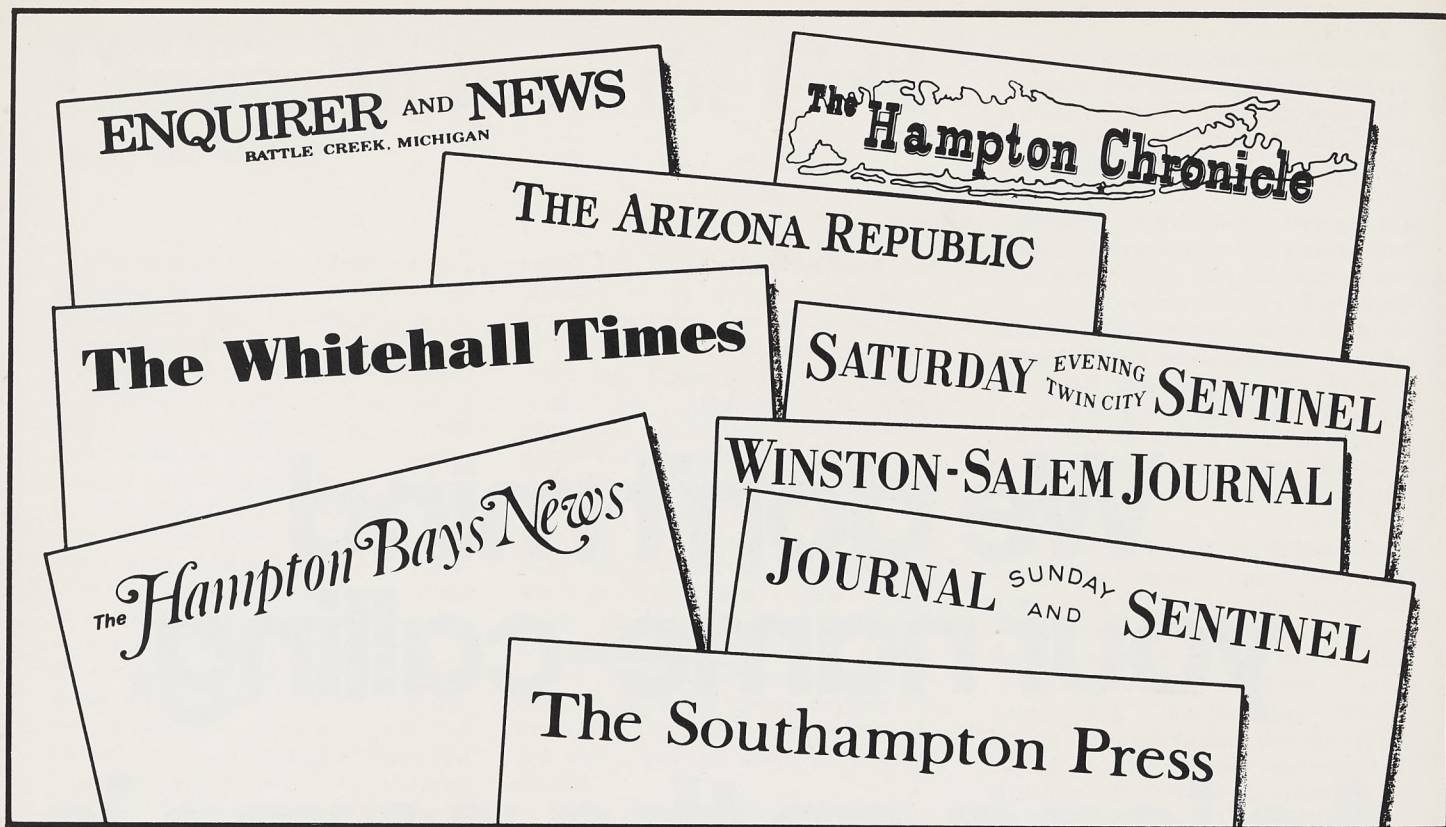 ENQUIRER AND NEWS
BATTLE CREEK, MICHIGAN
The Hampton Chronicle
THE ARIZONA REPUBLIC
The Whitehall Times
SATURDAY EVENING TWIN CITY SENTINEL
WINSTON-SALEM JOURNAL
The Hampton Bays News
JOURNAL SUNDAY AND SENTINEL
The Southampton Press